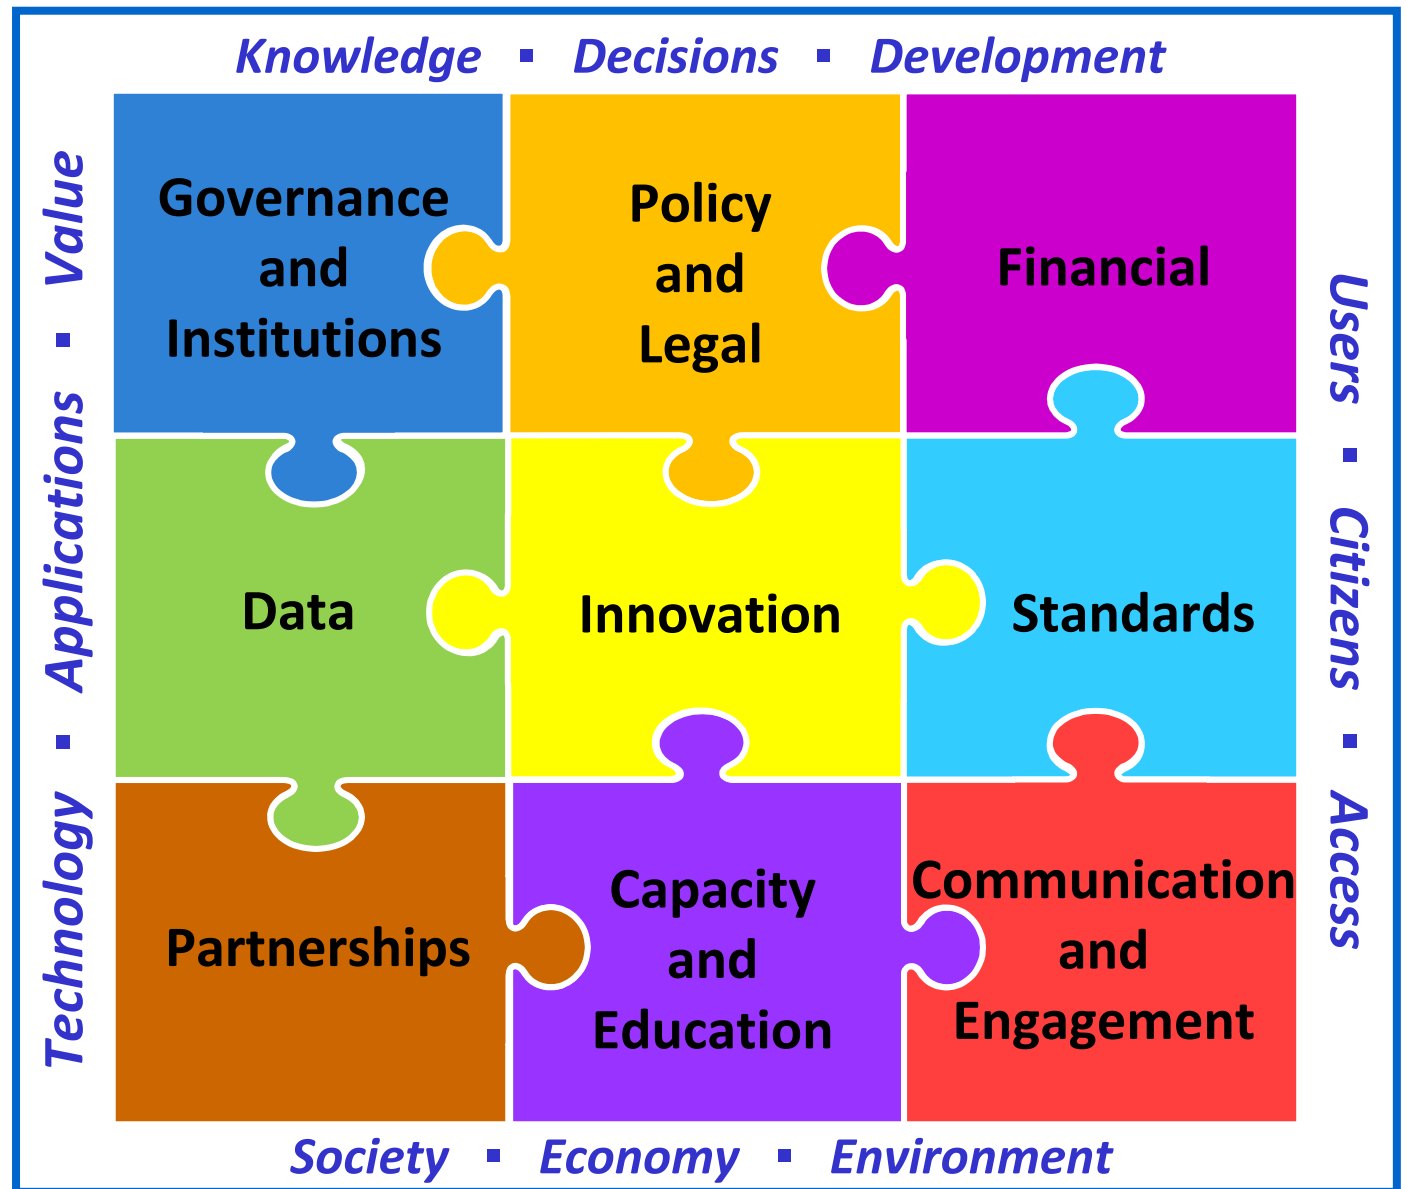 Knowledge ▪ Decisions ▪ Development
Technology ▪ Applications ▪ Value
Governance
and
Institutions
Policy
and
Legal
Financial
Data
Innovation
Standards
Partnerships
Capacity
and
Education
Communication
and
Engagement
Users ▪ Citizens ▪ Access
Society ▪ Economy ▪ Environment